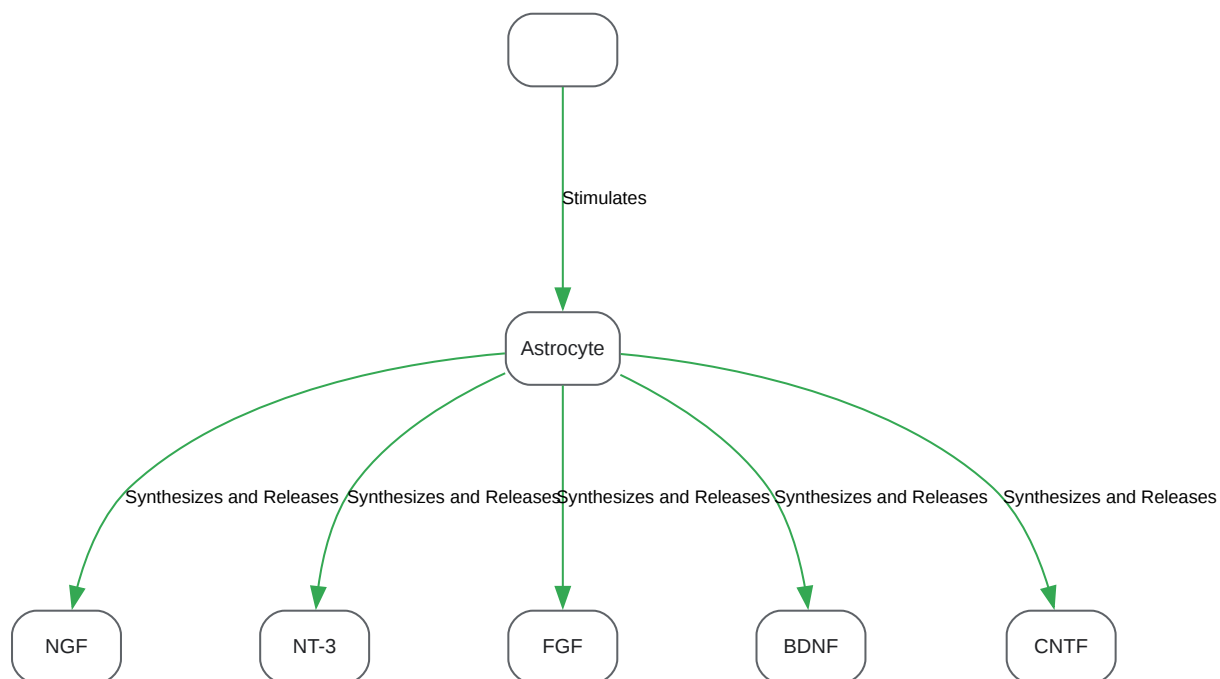 Stimulates
Astrocyte
Synthesizes and Releases
Synthesizes and Releases
Synthesizes and Releases
Synthesizes and Releases
Synthesizes and Releases
NGF
NT-3
FGF
BDNF
CNTF